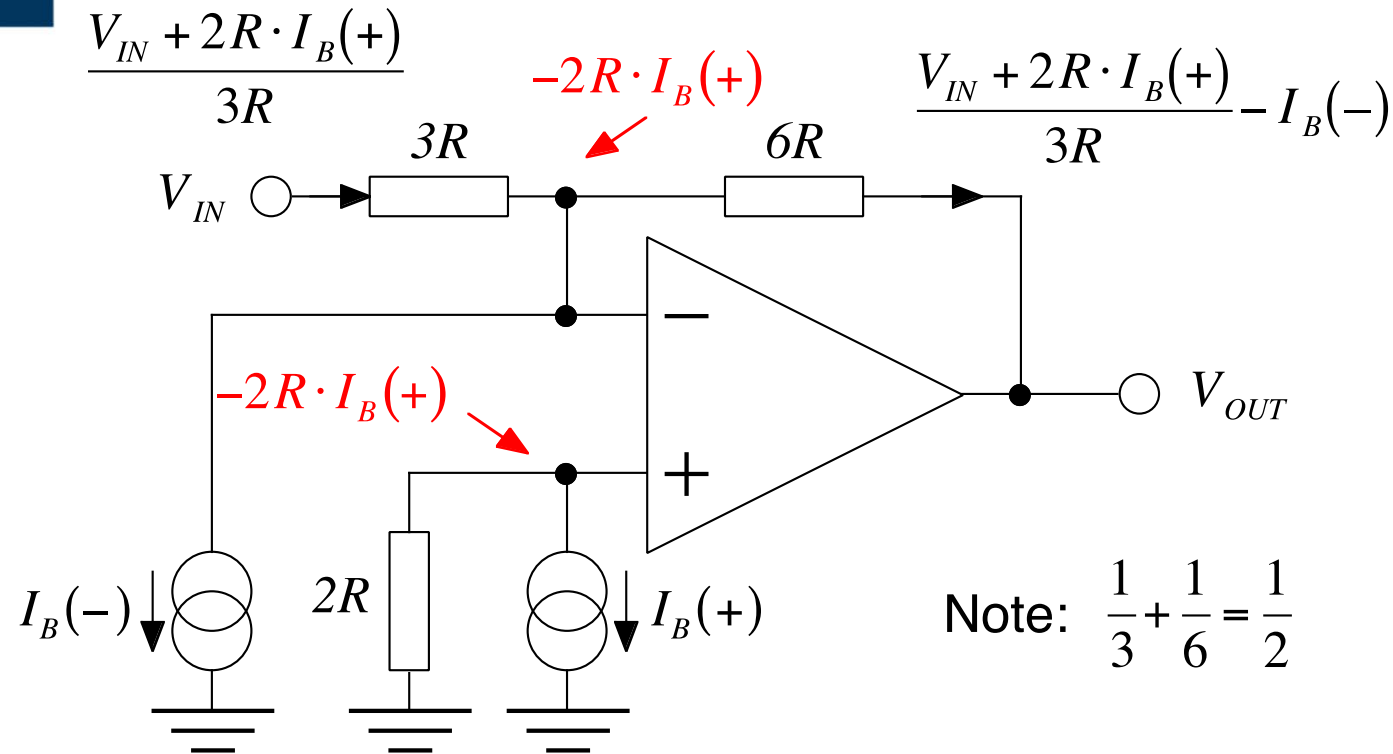 (V_IN + 2R · I_B(+)) / 3R
−2R · I_B(+)
(V_IN + 2R · I_B(+)) / 3R − I_B(−)
3R
6R
V_IN
−
−2R · I_B(+)
V_OUT
+
I_B(−)
2R
I_B(+)
Note: 1/3 + 1/6 = 1/2